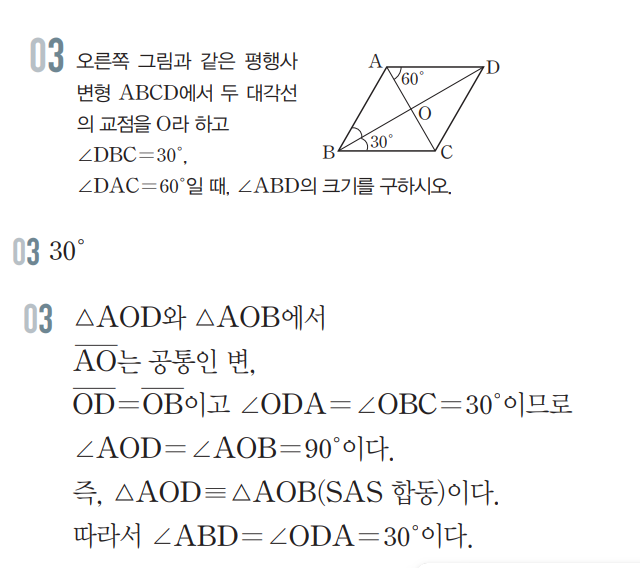 03 오른쪽 그림과 같은 평행사
변형 ABCD에서 두 대각선
의 교점을 O라 하고
∠DBC=30°,
∠DAC=60°일 때, ∠ABD의 크기를 구하시오.
A
D
60°
O
30°
B
C
03 30°
03 △AOD와 △AOB에서
A̅O̅는 공통인 변,
O̅D̅=O̅B̅이고 ∠ODA=∠OBC=30°이므로
∠AOD=∠AOB=90°이다.
즉, △AOD≡△AOB(SAS 합동)이다.
따라서 ∠ABD=∠ODA=30°이다.